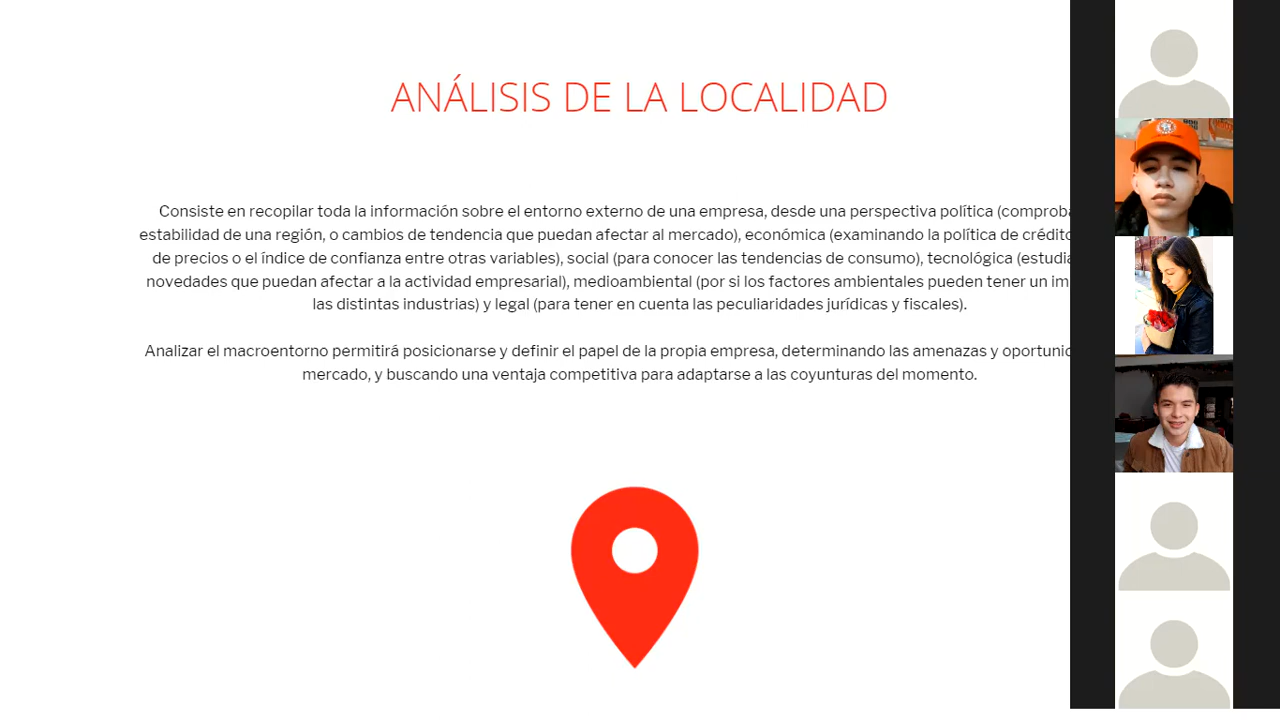 ANÁLISIS DE LA LOCALIDAD
Consiste en recopilar toda la información sobre el entorno externo de una empresa, desde una perspectiva política
estabilidad de una región, o cambios de tendencia que puedan afectar al mercado), económica (examinando la política de
de precios o el índice de confianza entre otras variables), social (para conocer las tendencias de consumo), tecnológica
novedades que puedan afectar a la actividad empresarial), medioambiental (por si los factores ambientales pueden tener un
las distintas industrias) y legal (para tener en cuenta las peculiaridades jurídicas y fiscales).
Analizar el macroentorno permitirá posicionarse y definir el papel de la propia empresa, determinando las amenazas y
mercado, y buscando una ventaja competitiva para adaptarse a las coyunturas del momento.